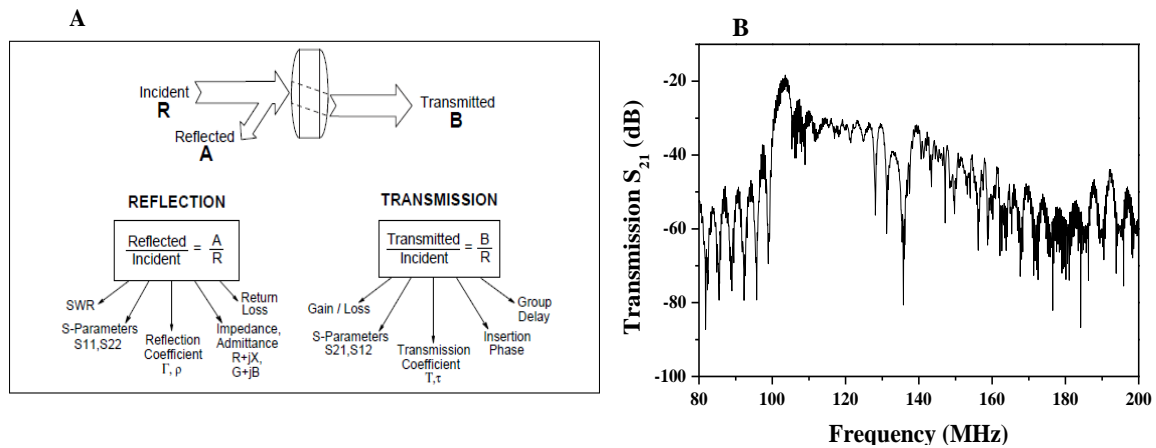 A
Incident
R
Reflected
A
Transmitted
B
REFLECTION
Reflected
Incident
=
A
R
SWR
S-Parameters
S11,S22
Reflection
Coefficient
Γ, ρ
Impedance,
Admittance
R+jX,
G+jB
Return
Loss
TRANSMISSION
Transmitted
Incident
=
B
R
Gain / Loss
S-Parameters
S21,S12
Transmission
Coefficient
T,τ
Insertion
Phase
Group
Delay
B
Transmission S21 (dB)
-20
-40
-60
-80
-100
80 100 120 140 160 180 200
Frequency (MHz)